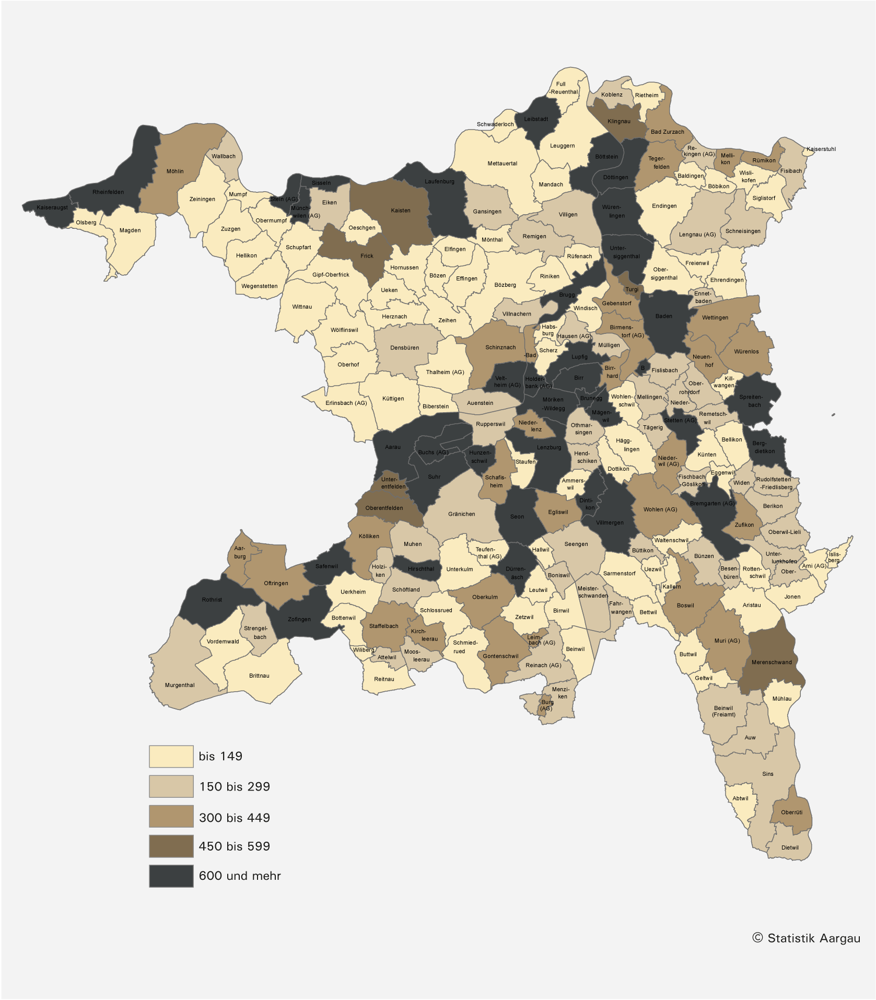 Full
-Reuenthal
Koblenz
Rietheim
Leibstadt
Schwaderloch
Klingnau
Bad Zurzach
Leuggern
Wallbach
Möhlin
Böttstein
Teger-
felden
Re-
kingen (AG)
Melli-
kon
Rümikon
Kaiserstuhl
Fisibach
Mettauertal
Mandach
Döttingen
Baldingen
Böbikon
Wisli-
kofen
Siglistorf
Rheinfelden
Kaiseraugst
Olsberg
Magden
Zeiningen
Mumpf
Stein (AG)
Sisseln
Münch-
wilen (AG)
Eiken
Kaisten
Laufenburg
Gansingen
Villigen
Würen-
lingen
Endingen
Lengnau (AG)
Schneisingen
Obermumpf
Zuzgen
Oeschgen
Mönthal
Remigen
Hellikon
Schupfart
Frick
Elfingen
Rüfenach
Unter-
siggenthal
Freienwil
Ober-
siggenthal
Ehrendingen
Wegenstetten
Gipf-Oberfrick
Hornussen
Bözen
Effingen
Bözberg
Riniken
Ueken
Turgi
Ennet-
baden
Brugg
Gebenstorf
Wittnau
Herznach
Zeihen
Villnachern
Windisch
Baden
Wettingen
Wölflinswil
Habs-
burg
Hausen (AG)
Birmens-
torf (AG)
Densbüren
Schinznach
-Bad
Scherz
Mülligen
Lupfig
Neuen-
hof
Würenlos
Oberhof
Thalheim (AG)
Velt-
heim (AG)
Holder-
bank (AG)
Birr
Birr-
hard
B
Fislisbach
Kill-
wangen
Ober-
rohrdorf
Nieder-
Spreiten-
bach
Erlinsbach (AG)
Küttigen
Biberstein
Auenstein
Möriken
-Wildegg
Brunegg
Mägen-
wil
Wohlen-
schwil
Mellingen
Remetsch-
wil
Stetten (AG)
Rupperswil
Nieder-
lenz
Othmar-
singen
Tägerig
Bellikon
Berg-
dietikon
Aarau
Buchs (AG)
Hunzen-
schwil
Lenzburg
Hend-
schiken
Hägg-
lingen
Künten
Staufen
Dottikon
Nieder-
wil (AG)
Eggenwil
Suhr
Unter-
entfelden
Schafis-
heim
Ammers-
wil
Fischbach
-Göslikon
Widen
Rudolfstetten
-Friedlisberg
Oberentfelden
Gränichen
Seon
Egliswil
Dinti-
kon
Villmergen
Wohlen (AG)
Bremgarten (AG)
Berikon
Zufikon
Oberwil-Lieli
Kölliken
Muhen
Teufen-
thal (AG)
Hallwil
Seengen
Waltenschwil
Büttikon
Bünzen
Unter-
lunkhofen
Ober-
Arni (AG)
Islis-
berg
Aar-
burg
Oftringen
Safenwil
Holzi-
ken
Hirschthal
Unterkulm
Dürren-
äsch
Boniswil
Sarmenstorf
Uezwil
Besen-
büren
Rotten-
schwil
Kallern
Rothrist
Uerkheim
Schöftland
Oberkulm
Leutwil
Meister-
schwanden
Jonen
Aristau
Boswil
Zofingen
Bottenwil
Schlossrued
Birrwil
Fahr-
wangen
Bettwil
Strengel-
bach
Vordemwald
Staffelbach
Kirch-
leerau
Zetzwil
Leim-
bach (AG)
Muri (AG)
Wiliberg
Attelwil
Moos-
leerau
Schmied-
rued
Gontenschwil
Beinwil
Buttwil
Merenschwand
Reinach (AG)
Murgenthal
Brittnau
Reitnau
Geltwil
Menzi-
ken
Burg
(AG)
Mühlau
Beinwil
(Freiamt)
Auw
Sins
Abtwil
Oberrüti
Dietwil
bis 149
150 bis 299
300 bis 449
450 bis 599
600 und mehr
© Statistik Aargau